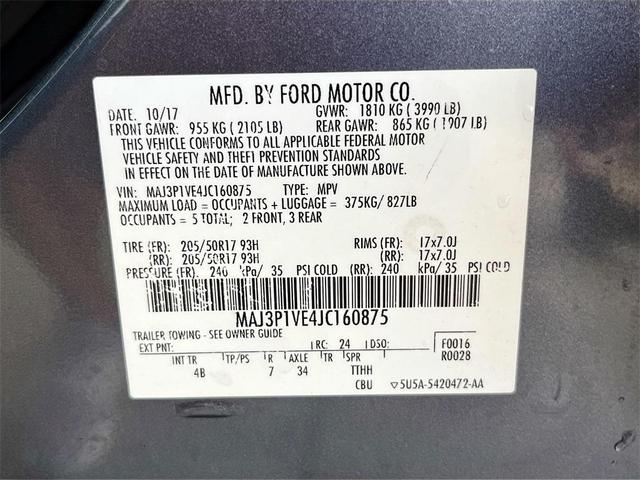 MFD. BY FORD MOTOR CO.
DATE: 10/17 GVWR: 1810 KG (3990 LB)
FRONT GAWR: 955 KG (2105 LB) REAR GAWR: 865 KG (1907 LB)
THIS VEHICLE CONFORMS TO ALL APPLICABLE FEDERAL MOTOR
VEHICLE SAFETY AND THEFT PREVENTION STANDARDS
IN EFFECT ON THE DATE OF MANUFACTURE SHOWN ABOVE.
VIN: MAJ3P1VE4JC160875 TYPE: MPV
MAXIMUM LOAD = OCCUPANTS + LUGGAGE = 375KG/ 827LB
OCCUPANTS = 5 TOTAL; 2 FRONT, 3 REAR
TIRE (FR): 205/50R17 93H RIMS (FR): 17x7.0J
(RR): 205/50R17 93H (RR): 17x7.0J
PRESSURE (FR): 240 kPa/ 35 PSI COLD (RR): 240 kPa/ 35 PSI COLD
MAJ3P1VE4JC160875
TRAILER TOWING - SEE OWNER GUIDE
EXT PNT: RC: 24 DSO: F0016
INT TR TP/PS R AXLE TR SPR R0028
4B 7 34 TTHH
CBU 5U5A-5420472-AA